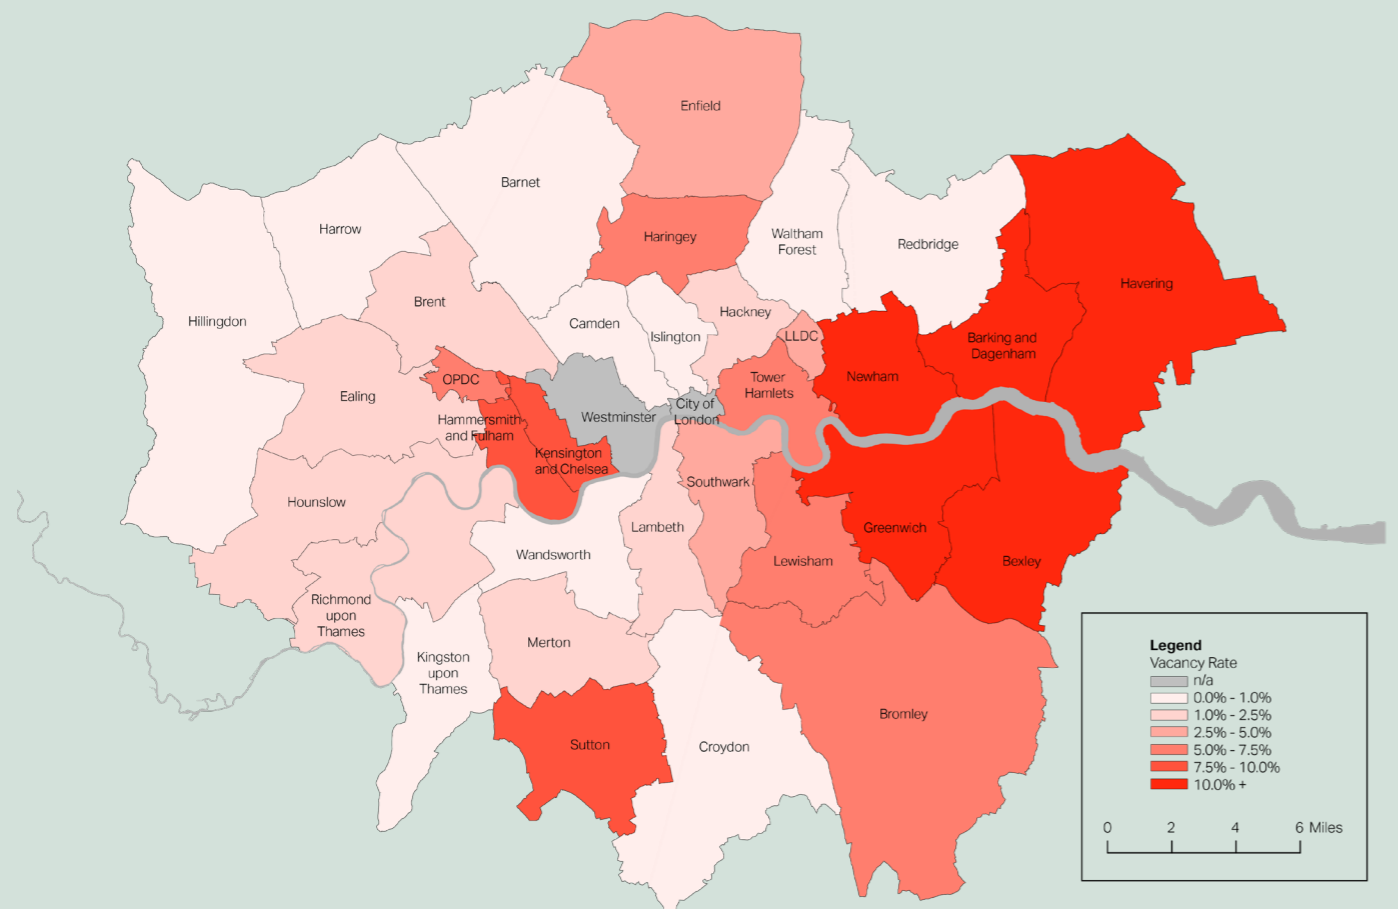 Enfield
Barnet
Haringey
Harrow
Waltham
Forest
Redbridge
Havering
Brent
Hackney
Hillingdon
Camden
Islington
LLDC
Barking and
Dagenham
OPDC
Tower
Hamlets
Newham
Ealing
City of
London
Westminster
Hammersmith
and Fulham
Kensington
and Chelsea
Southwark
Hounslow
Lambeth
Greenwich
Wandsworth
Lewisham
Bexley
Richmond
upon
Thames
Merton
Kingston
upon
Thames
Bromley
Sutton
Croydon
Legend
Vacancy Rate
n/a
0.0% - 1.0%
1.0% - 2.5%
2.5% - 5.0%
5.0% - 7.5%
7.5% - 10.0%
10.0% +
0 2 4 6 Miles